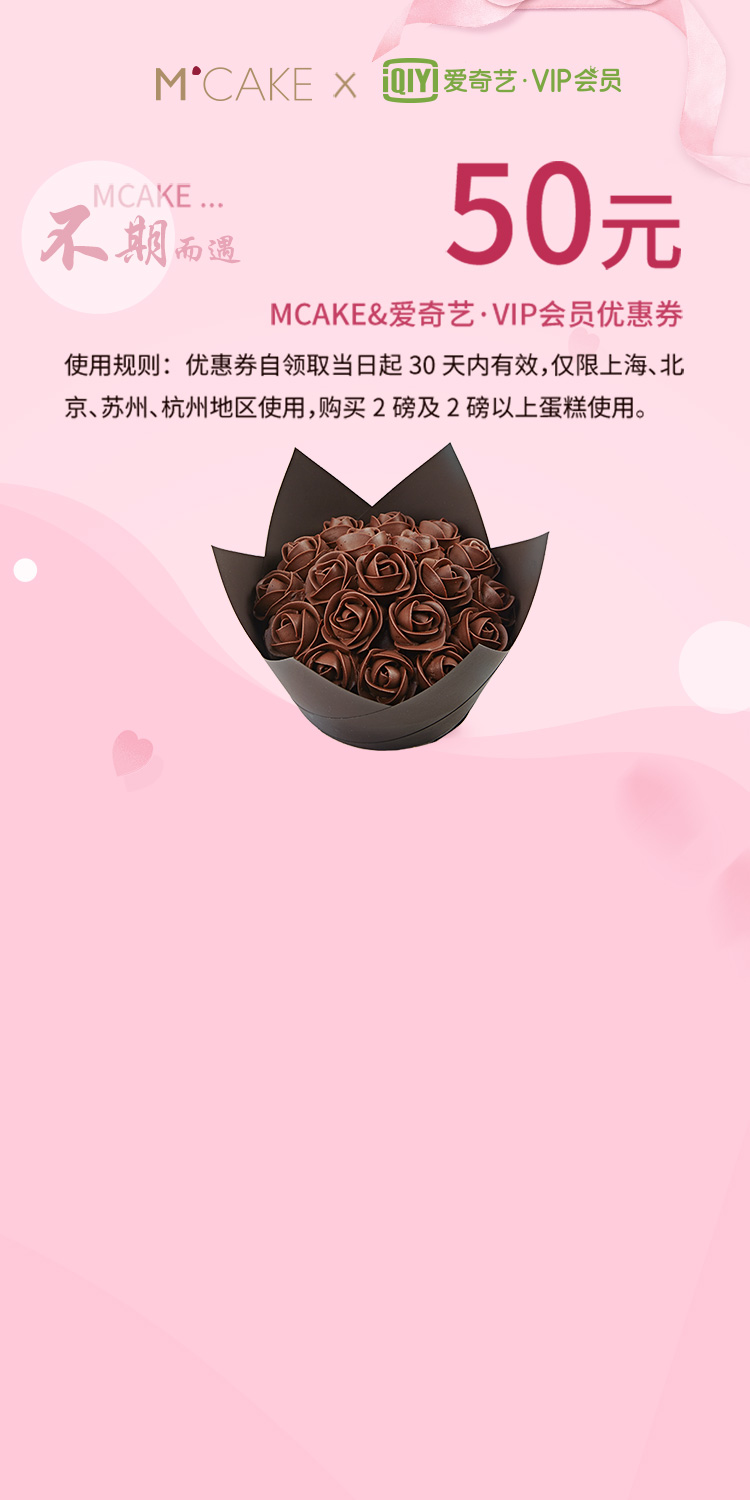 M'CAKE X iQIYI 爱奇艺·VIP会员
MCAKE ...
不期而遇
50元
MCAKE&爱奇艺·VIP会员优惠券
使用规则：优惠券自领取当日起 30 天内有效，仅限上海、北
京、苏州、杭州地区使用，购买 2 磅及 2 磅以上蛋糕使用。